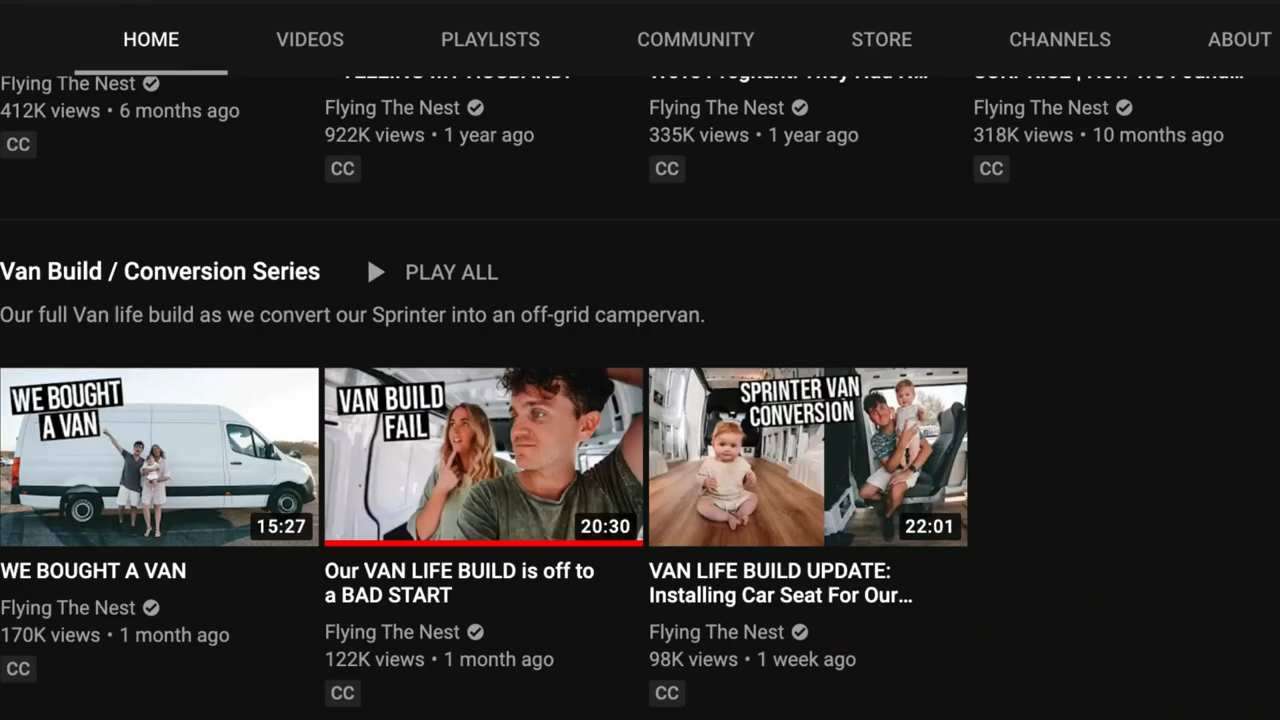 HOME VIDEOS PLAYLISTS COMMUNITY STORE CHANNELS ABOUT
Flying The Nest
412K views • 6 months ago
CC
Flying The Nest
922K views • 1 year ago
CC
Flying The Nest
335K views • 1 year ago
CC
Flying The Nest
318K views • 10 months ago
CC
Van Build / Conversion Series PLAY ALL
Our full Van life build as we convert our Sprinter into an off-grid campervan.
WE BOUGHT
A VAN
15:27
WE BOUGHT A VAN
Flying The Nest
170K views • 1 month ago
CC
VAN BUILD
FAIL
20:30
Our VAN LIFE BUILD is off to
a BAD START
Flying The Nest
122K views • 1 month ago
CC
SPRINTER VAN
CONVERSION
22:01
VAN LIFE BUILD UPDATE:
Installing Car Seat For Our...
Flying The Nest
98K views • 1 week ago
CC